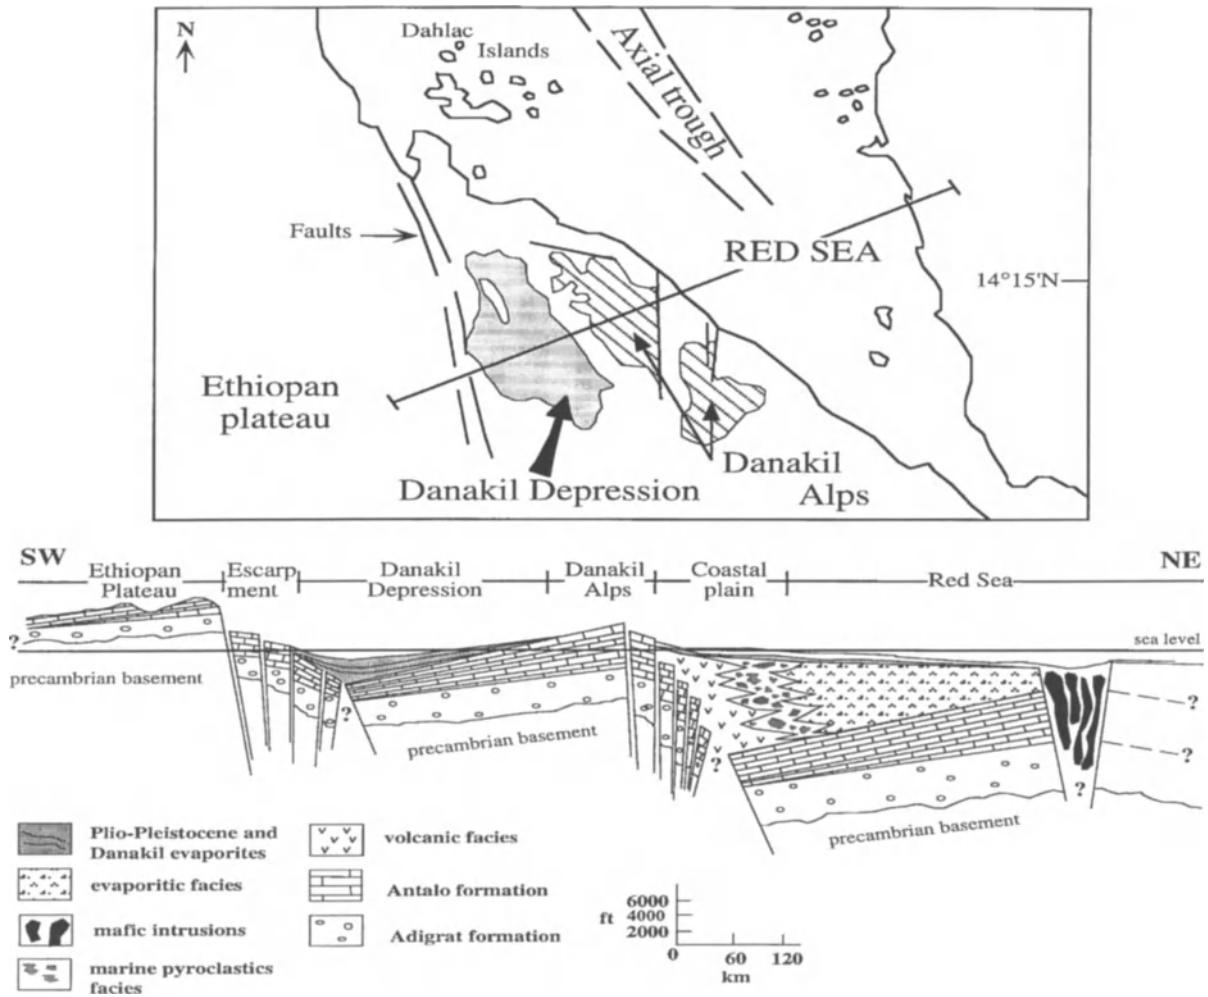 N
Dahlac
Islands
Axial trough
Faults
RED SEA
14°15'N
Ethiopan
plateau
Danakil
Alps
Danakil Depression
SW
NE
Ethiopan
Plateau
Escarp
ment
Danakil
Depression
Danakil
Alps
Coastal
plain
Red Sea
?
sea level
precambrian basement
?
precambrian basement
?
?
?
?
precambrian basement
Plio-Pleistocene and
Danakil evaporites
volcanic facies
evaporitic facies
Antalo formation
mafic intrusions
Adigrat formation
marine pyroclastics
facies
ft
6000
4000
2000
0 60 120
km